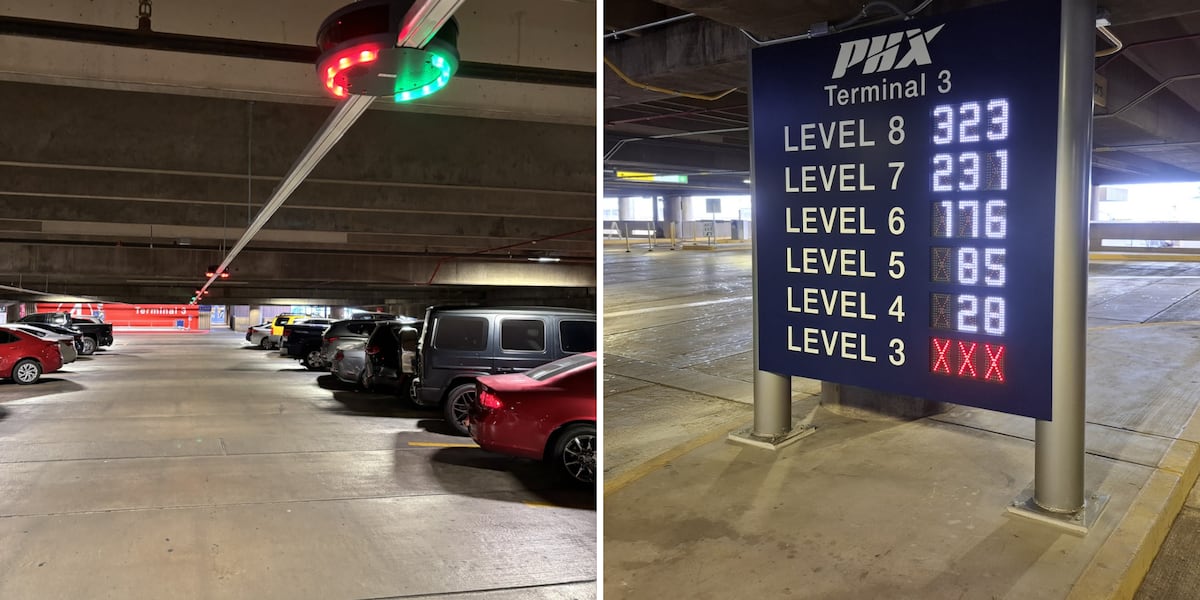 Terminal 3
PHX
Terminal 3
LEVEL 8 323
LEVEL 7 231
LEVEL 6 176
LEVEL 5 85
LEVEL 4 28
LEVEL 3 XXX